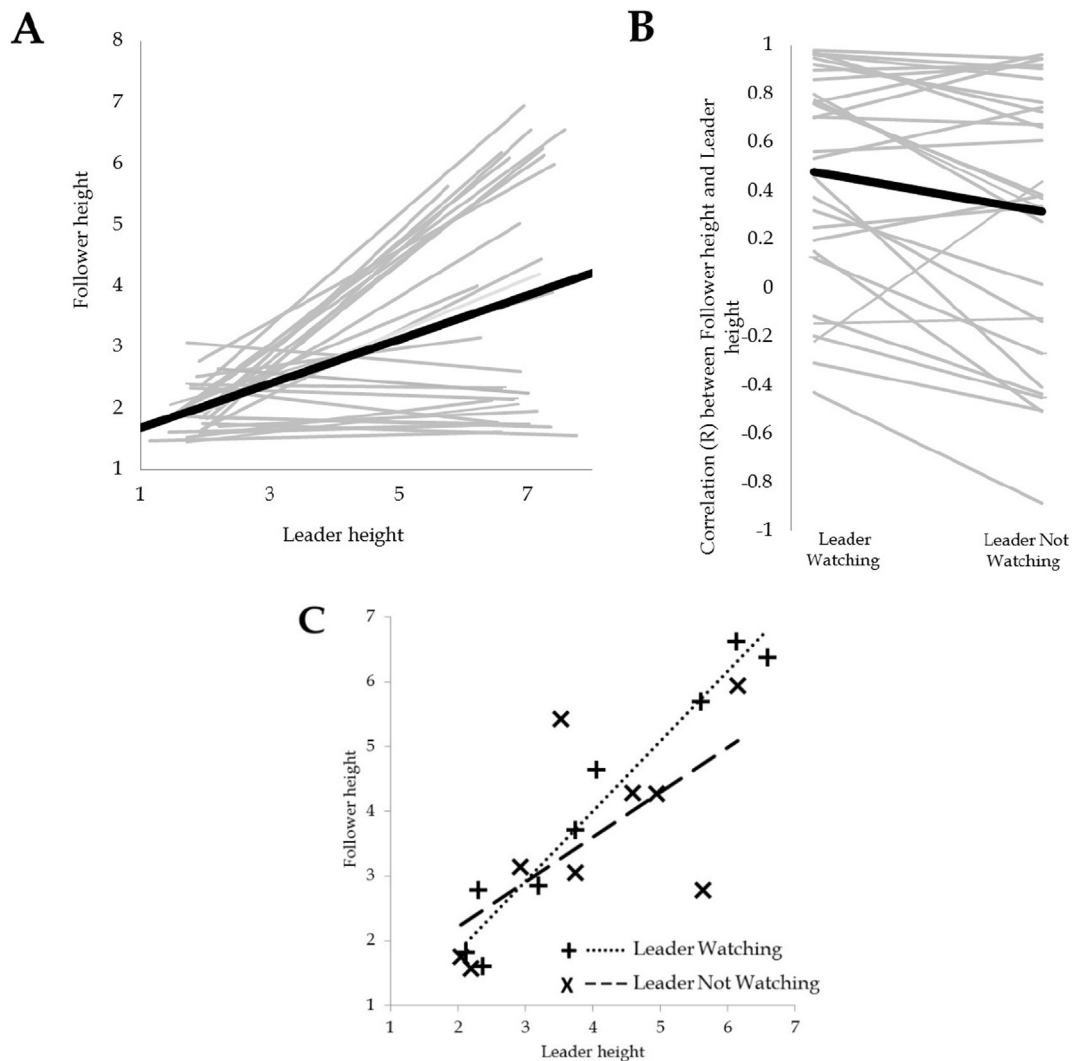 A
8
7
6
5
4
3
2
1
Follower height
1 3 5 7
Leader height
B
1
0.8
0.6
0.4
0.2
0
-0.2
-0.4
-0.6
-0.8
-1
Correlation (R) between Follower height and Leader
height
Leader
Watching
Leader Not
Watching
C
7
6
5
4
3
2
1
Follower height
Leader Watching
Leader Not Watching
1 2 3 4 5 6 7
Leader height